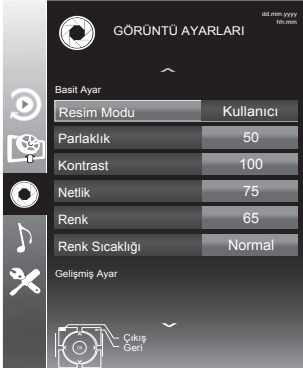 GÖRÜNTÜ AYARLARI
dd.mm.yyyy
hh:mm
Basit Ayar
Resim Modu Kullanıcı
Parlaklık 50
Kontrast 100
Netlik 75
Renk 65
Renk Sıcaklığı Normal
Gelişmiş Ayar
OK
Çıkış
Geri